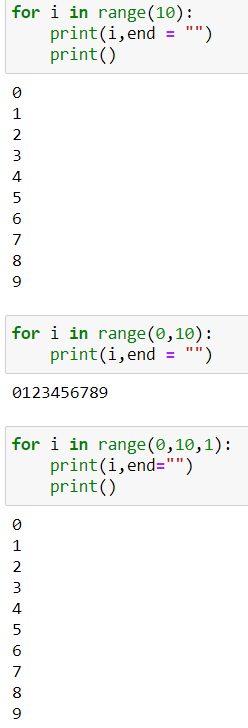 for i in range(10):
    print(i,end = "")
    print()
0
1
2
3
4
5
6
7
8
9
for i in range(0,10):
    print(i,end = "")
0123456789
for i in range(0,10,1):
    print(i,end="")
    print()
0
1
2
3
4
5
6
7
8
9